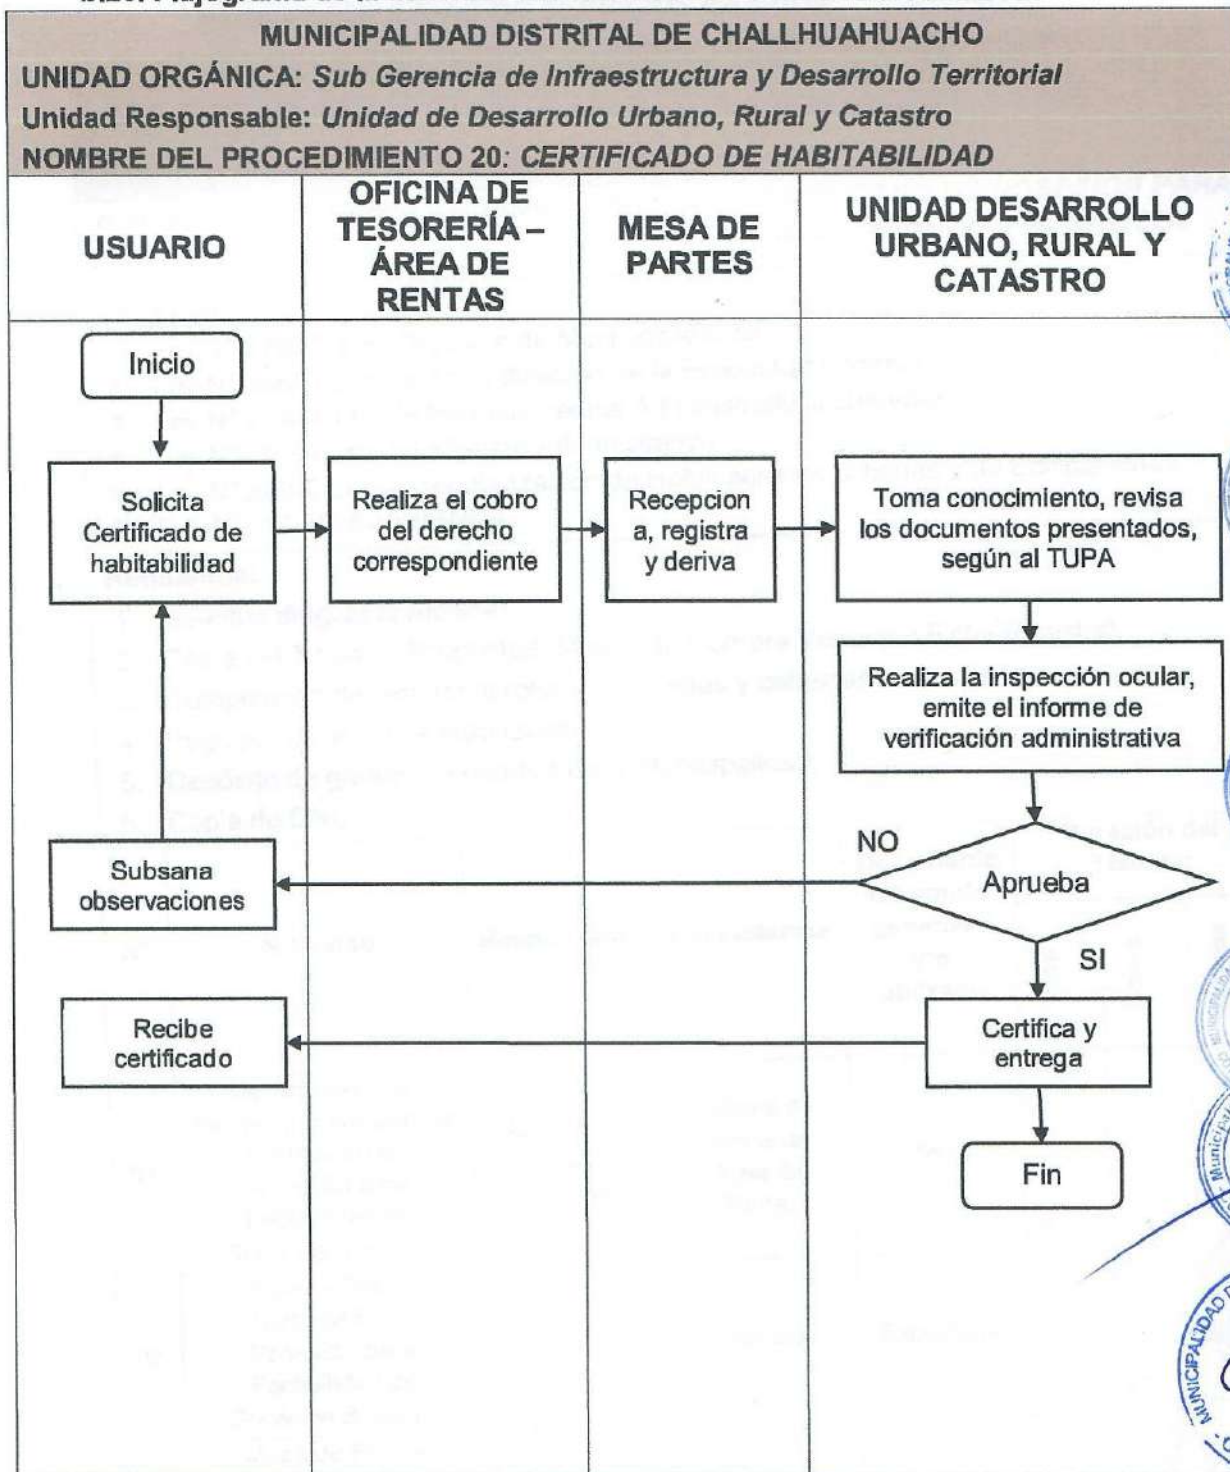 MUNICIPALIDAD DISTRITAL DE CHALLHUAHUACHO
UNIDAD ORGÁNICA: Sub Gerencia de Infraestructura y Desarrollo Territorial
Unidad Responsable: Unidad de Desarrollo Urbano, Rural y Catastro
NOMBRE DEL PROCEDIMIENTO 20: CERTIFICADO DE HABITABILIDAD
USUARIO
OFICINA DE
TESORERÍA –
ÁREA DE
RENTAS
MESA DE
PARTES
UNIDAD DESARROLLO
URBANO, RURAL Y
CATASTRO
Inicio
Solicita
Certificado de
habitabilidad
Realiza el cobro
del derecho
correspondiente
Recepcion
a, registra
y deriva
Toma conocimiento, revisa
los documentos presentados,
según al TUPA
Realiza la inspección ocular,
emite el informe de
verificación administrativa
NO
Aprueba
Subsana
observaciones
SI
Recibe
certificado
Certifica y
entrega
Fin
MUNICIPALIDAD